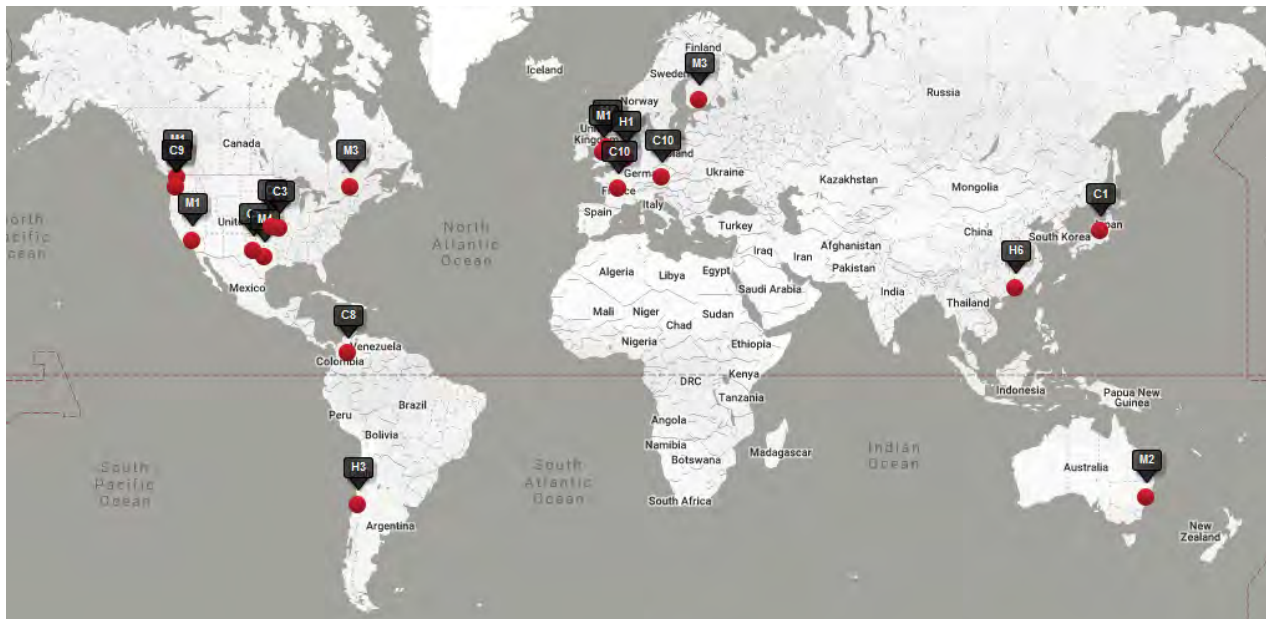 Finland
M3
Iceland
Sweden
Russia
Norway
M1
H1
Canada
C9
M3
C10
C10
Ukraine
Kazakhstan
Mongolia
C3
M1
Spain
Italy
C1
Turkey
China
South Korea
North
Atlantic
Ocean
Iraq
Iran
Afghanistan
Pakistan
H6
Algeria
Libya
Egypt
Saudi Arabia
India
Thailand
Mexico
Mali
Niger
Chad
Sudan
C8
Nigeria
Ethiopia
Venezuela
Colombia
Kenya
DRC
Tanzania
Indonesia
Papua New
Guinea
Peru
Brazil
Angola
Bolivia
Namibia
Botswana
Madagascar
Indian
Ocean
South
Pacific
Ocean
H3
South
Atlantic
Ocean
M2
Australia
South Africa
Argentina
New
Zealand